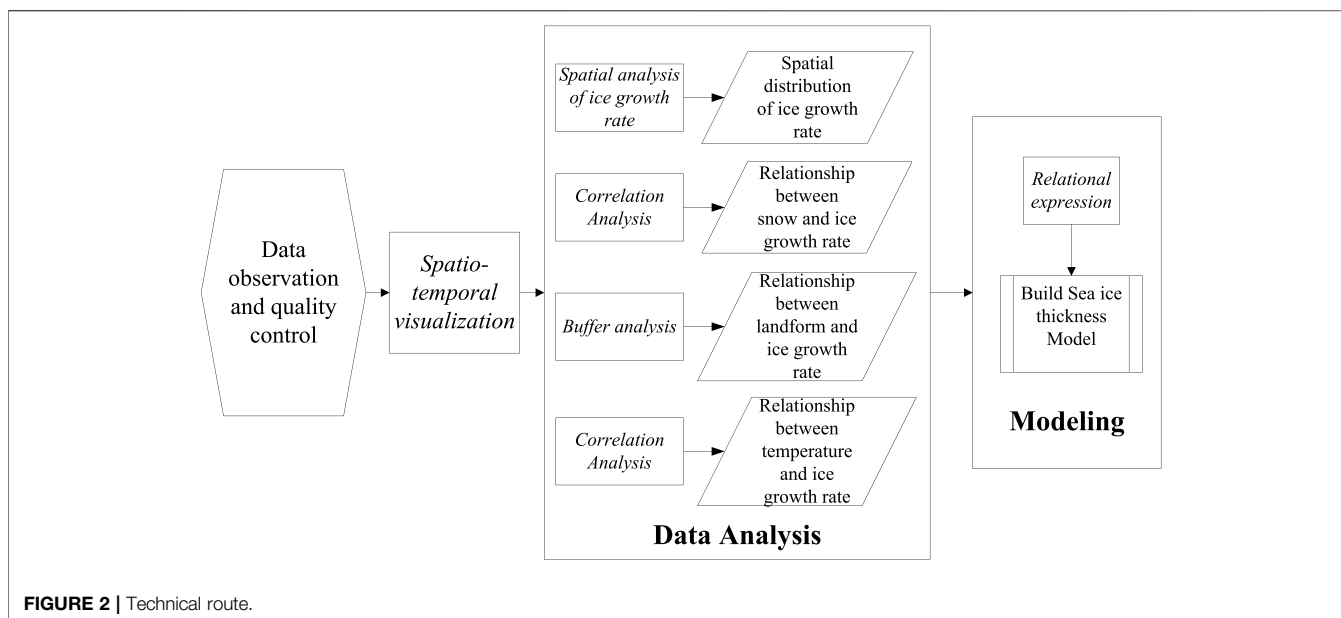 Data
observation
and quality
control
Spatio-
temporal
visualization
Spatial analysis
of ice growth
rate
Spatial
distribution
of ice growth
rate
Correlation
Analysis
Relationship
between
snow and ice
growth rate
Buffer analysis
Relationship
between
landform and
ice growth
rate
Correlation
Analysis
Relationship
between
temperature
and ice
growth rate
Data Analysis
Relational
expression
Build Sea ice
thickness
Model
Modeling
FIGURE 2 | Technical route.